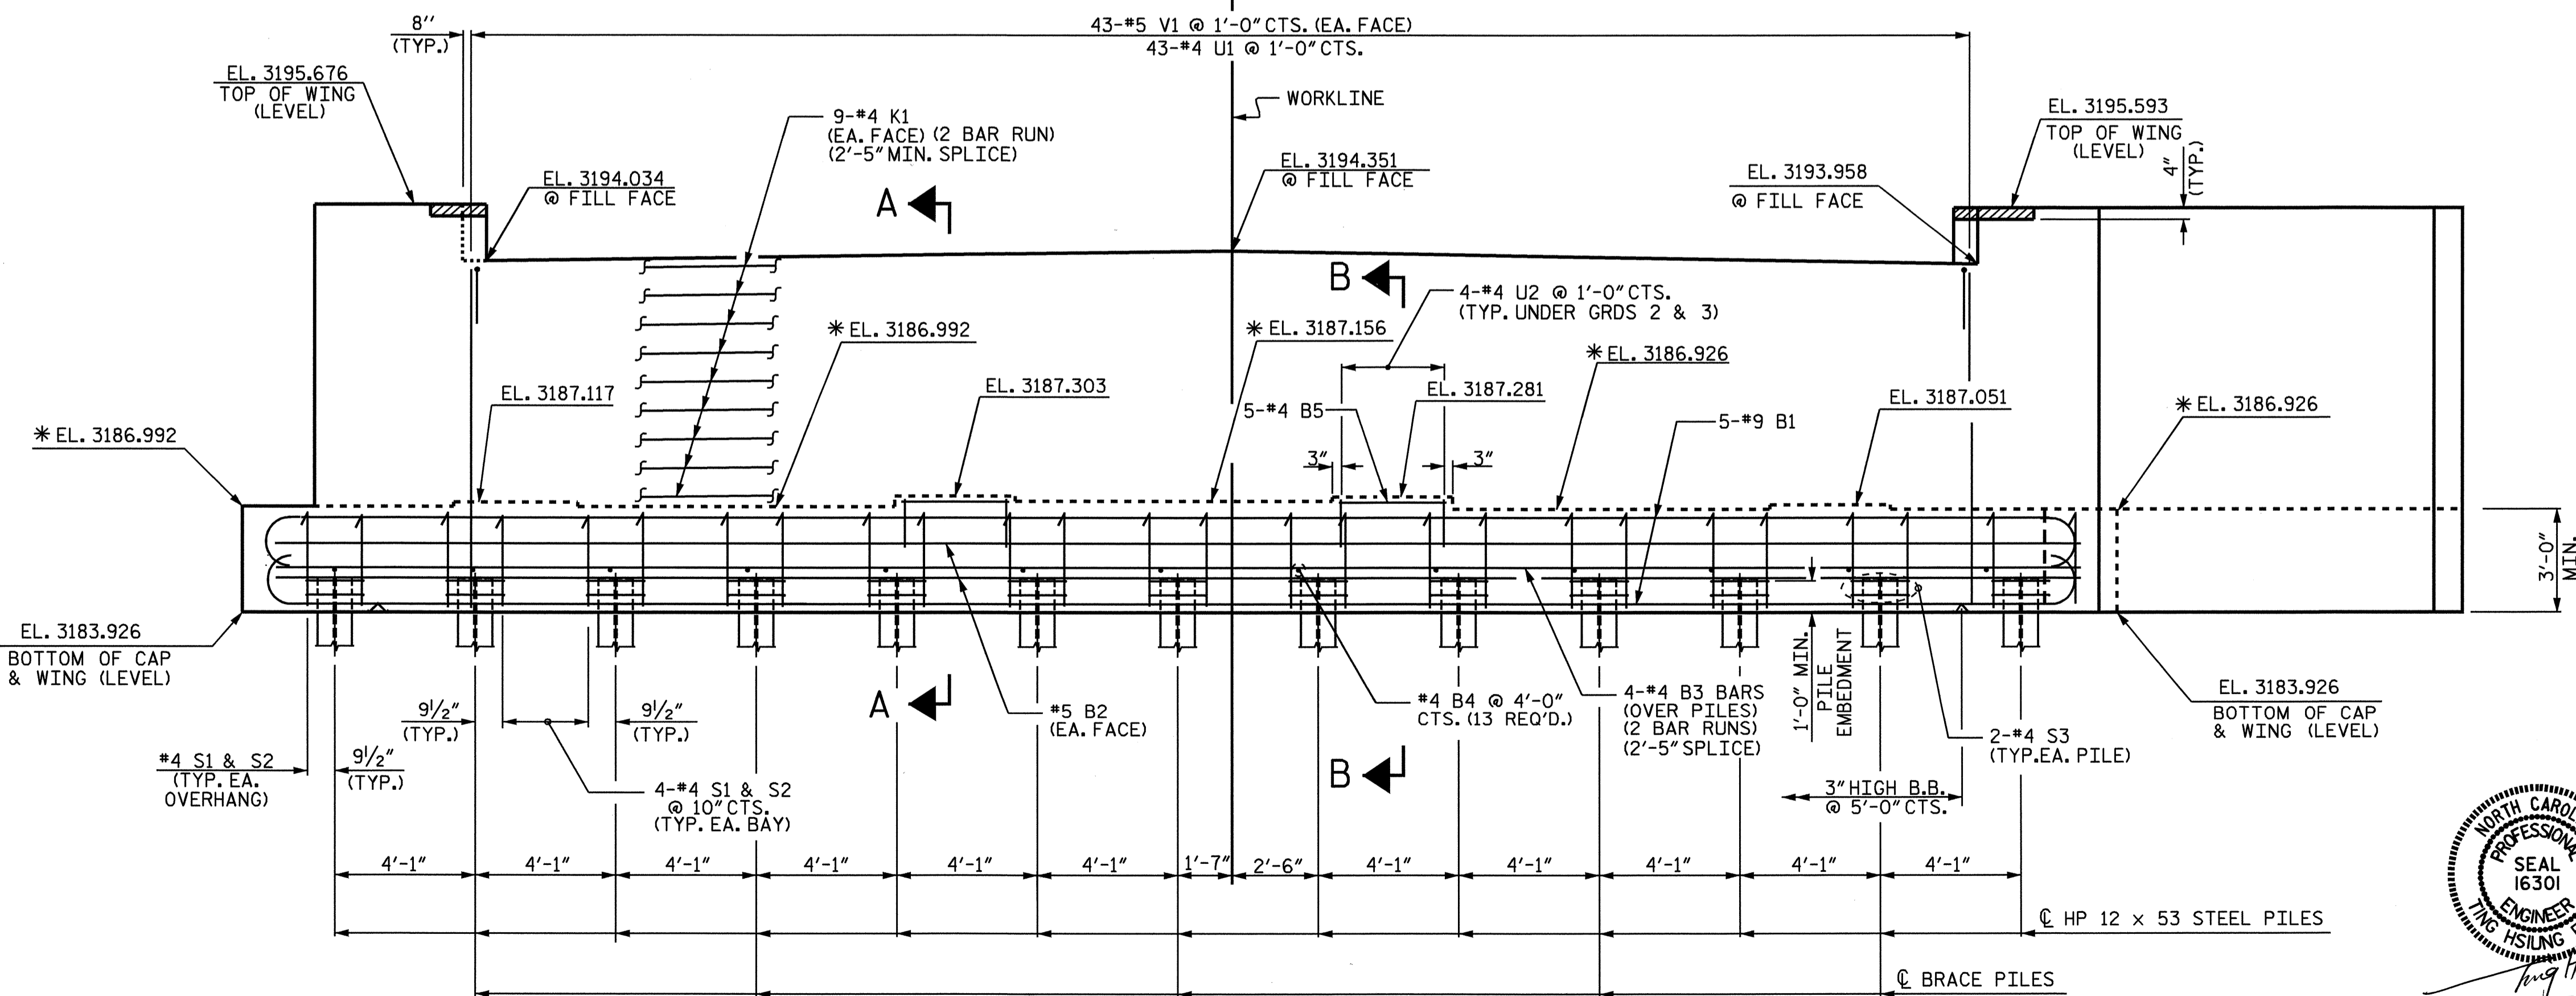 8''
(TYP.)
43-#5 V1 @ 1'-0" CTS. (EA. FACE)
43-#4 U1 @ 1'-0" CTS.
EL. 3195.676
TOP OF WING
(LEVEL)
9-#4 K1
(EA. FACE) (2 BAR RUN)
(2'-5" MIN. SPLICE)
WORKLINE
EL. 3195.593
TOP OF WING
(LEVEL)
4"
(TYP.)
EL. 3194.034
@ FILL FACE
A
EL. 3194.351
@ FILL FACE
EL. 3193.958
@ FILL FACE
B
4-#4 U2 @ 1'-0" CTS.
(TYP. UNDER GRDS 2 & 3)
* EL. 3186.992
* EL. 3187.156
* EL. 3186.926
EL. 3187.117
EL. 3187.303
5-#4 B5
EL. 3187.281
5-#9 B1
EL. 3187.051
* EL. 3186.926
* EL. 3186.992
3"
3"
3'-0"
MIN.
EL. 3183.926
BOTTOM OF CAP
& WING (LEVEL)
#4 S1 & S2
(TYP. EA.
OVERHANG)
9 1/2"
(TYP.)
9 1/2"
(TYP.)
9 1/2"
(TYP.)
4-#4 S1 & S2
@ 10" CTS.
(TYP. EA. BAY)
A
#5 B2
(EA. FACE)
B
#4 B4 @ 4'-0"
CTS. (13 REQ'D.)
4-#4 B3 BARS
(OVER PILES)
(2 BAR RUNS)
(2'-5" SPLICE)
1'-0" MIN.
PILE
EMBEDMENT
2-#4 S3
(TYP. EA. PILE)
3" HIGH B.B.
@ 5'-0" CTS.
EL. 3183.926
BOTTOM OF CAP
& WING (LEVEL)
4'-1" 4'-1" 4'-1" 4'-1" 4'-1" 4'-1" 1'-7" 2'-6" 4'-1" 4'-1" 4'-1" 4'-1" 4'-1"
℄ HP 12 x 53 STEEL PILES
℄ BRACE PILES
NORTH
PROFESSIONAL
SEAL
16301
ENGINEER
TING HSIUNG